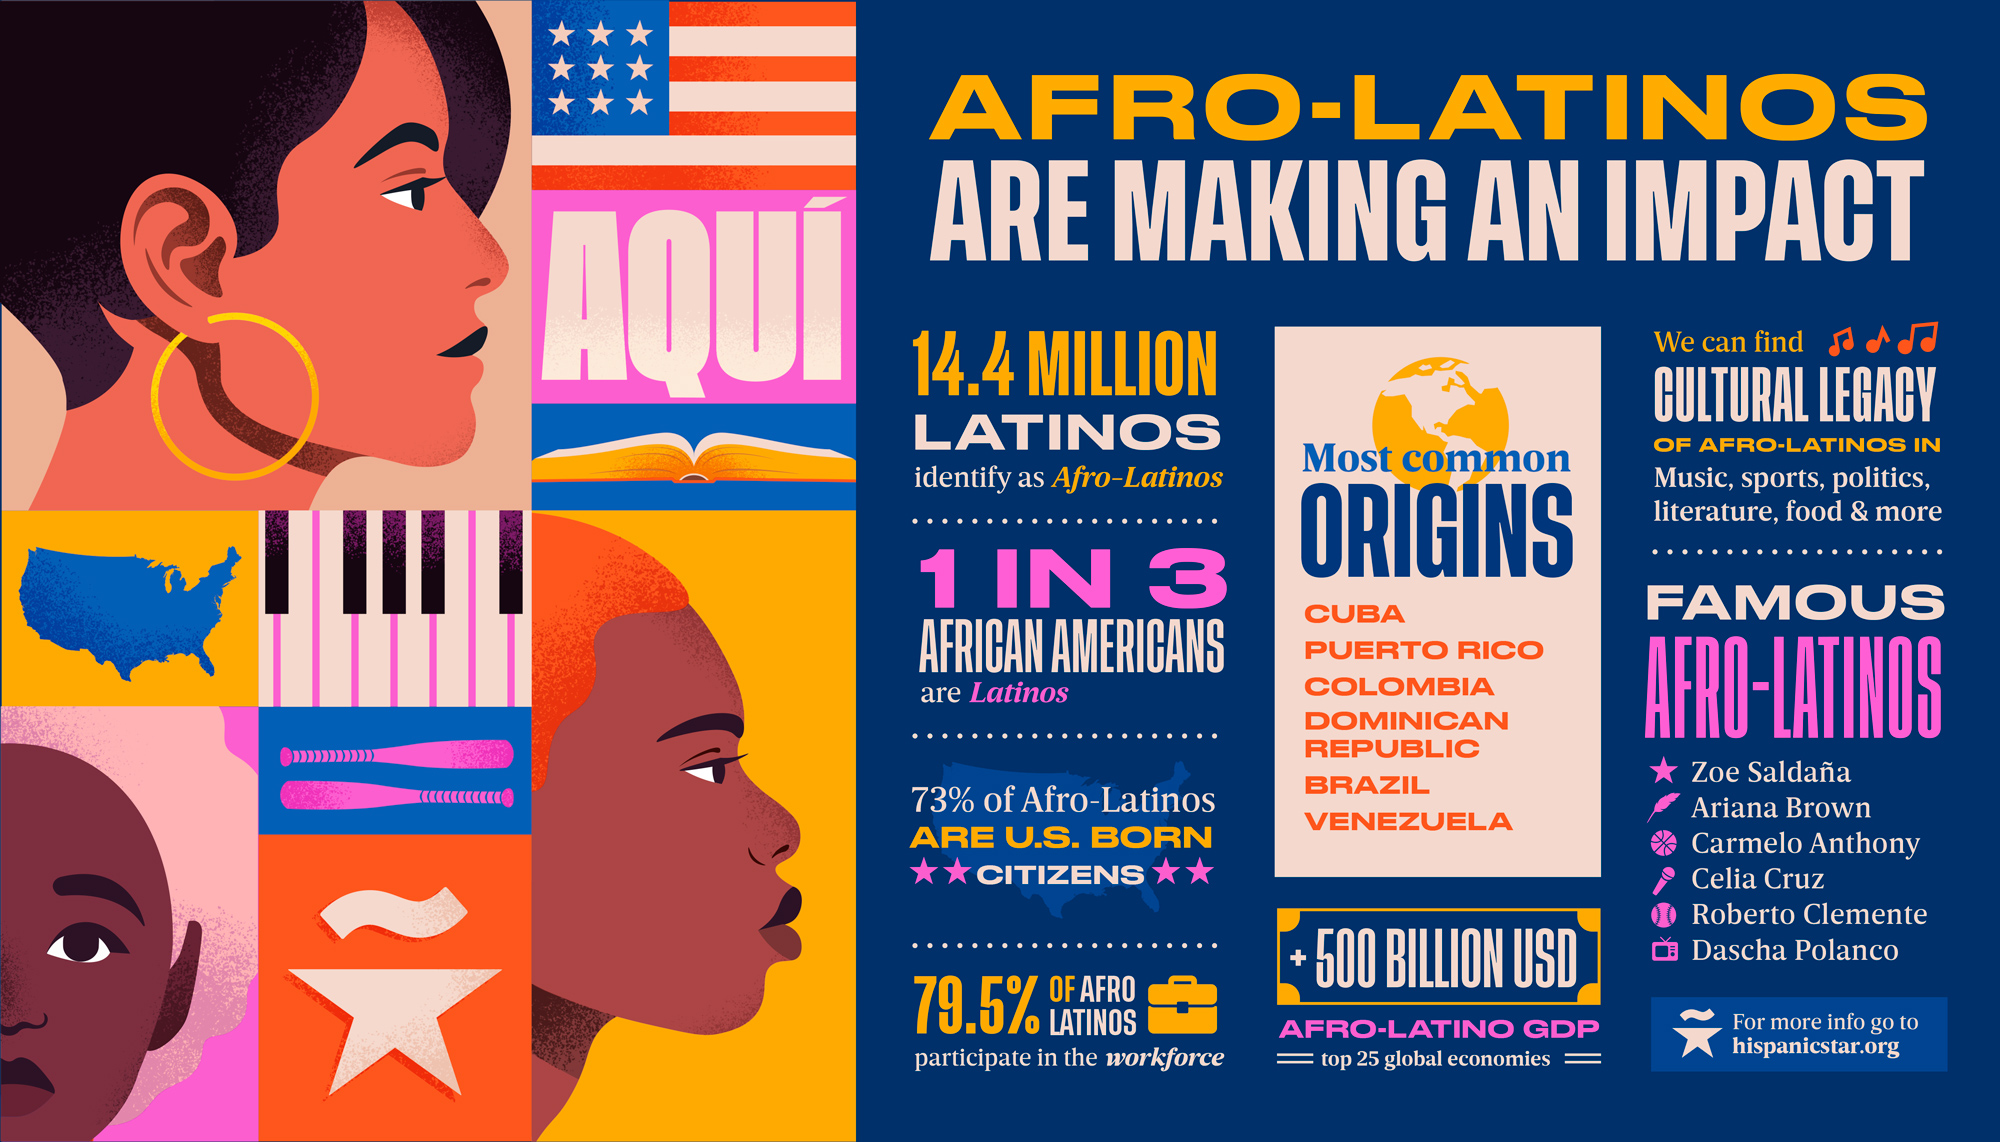 AQUÍ
AFRO-LATINOS
ARE MAKING AN IMPACT
14.4 MILLION
LATINOS
identify as Afro-Latinos
1 IN 3
AFRICAN AMERICANS
are Latinos
73% of Afro-Latinos
ARE U.S. BORN
CITIZENS
79.5% OF AFRO
LATINOS
participate in the workforce
Most common
ORIGINS
CUBA
PUERTO RICO
COLOMBIA
DOMINICAN
REPUBLIC
BRAZIL
VENEZUELA
+ 500 BILLION USD
AFRO-LATINO GDP
top 25 global economies
We can find
CULTURAL LEGACY
OF AFRO-LATINOS IN
Music, sports, politics,
literature, food & more
FAMOUS
AFRO-LATINOS
Zoe Saldaña
Ariana Brown
Carmelo Anthony
Celia Cruz
Roberto Clemente
Dascha Polanco
For more info go to
hispanicstar.org